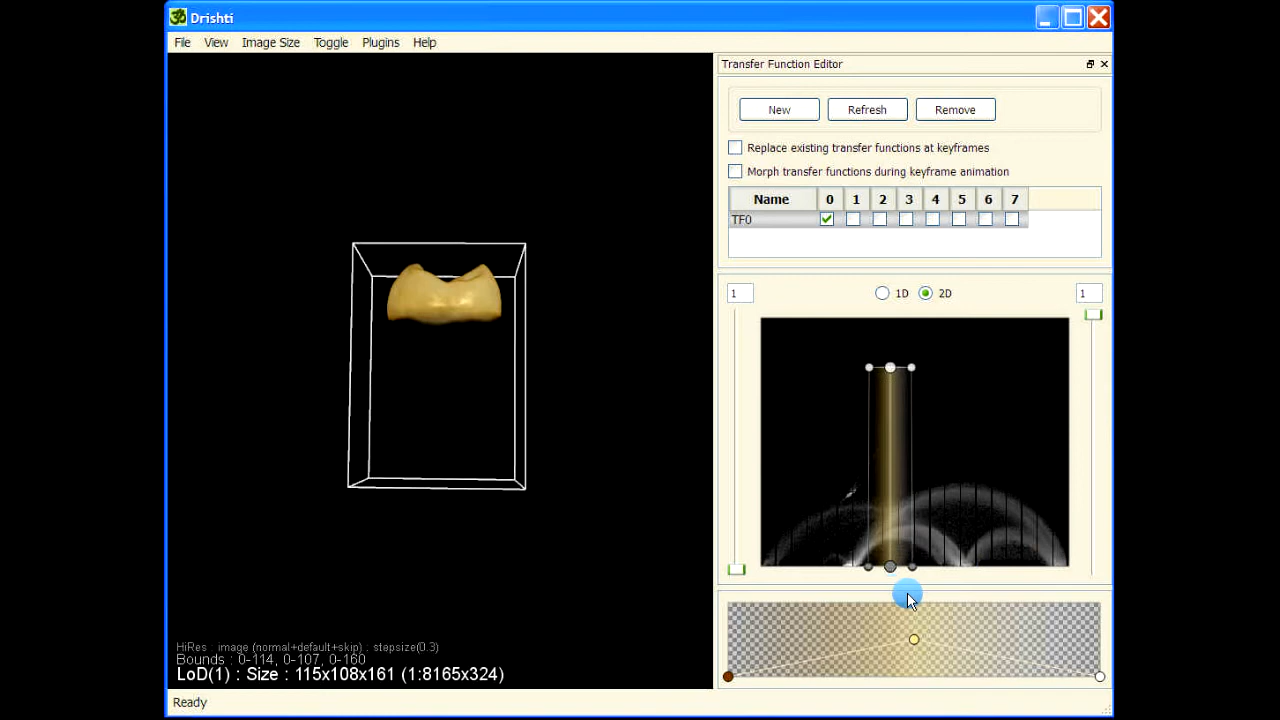 Drishti
File View Image Size Toggle Plugins Help
Transfer Function Editor
New Refresh Remove
Replace existing transfer functions at keyframes
Morph transfer functions during keyframe animation
Name 0 1 2 3 4 5 6 7
TF0
1 1D 2D 1
HiRes : image (normal+default+skip) : stepsize(0.3)
Bounds : 0-114, 0-107, 0-160
LoD(1) : Size : 115x108x161 (1:8165x324)
Ready